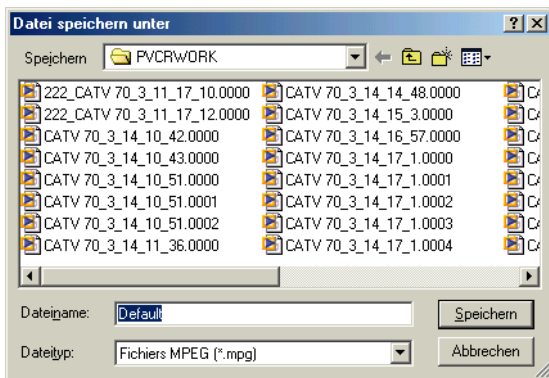 Datei speichern unter
Speichern PVCRWORK
222_CATV 70_3_11_17_10.0000 CATV 70_3_14_14_48.0000
222_CATV 70_3_11_17_12.0000 CATV 70_3_14_15_3.0000
CATV 70_3_14_10_42.0000 CATV 70_3_14_16_57.0000
CATV 70_3_14_10_43.0000 CATV 70_3_14_17_1.0000
CATV 70_3_14_10_51.0000 CATV 70_3_14_17_1.0001
CATV 70_3_14_10_51.0001 CATV 70_3_14_17_1.0002
CATV 70_3_14_10_51.0002 CATV 70_3_14_17_1.0003
CATV 70_3_14_11_36.0000 CATV 70_3_14_17_1.0004
Dateiname: Default Speichern
Dateityp: Fichiers MPEG (*.mpg) Abbrechen